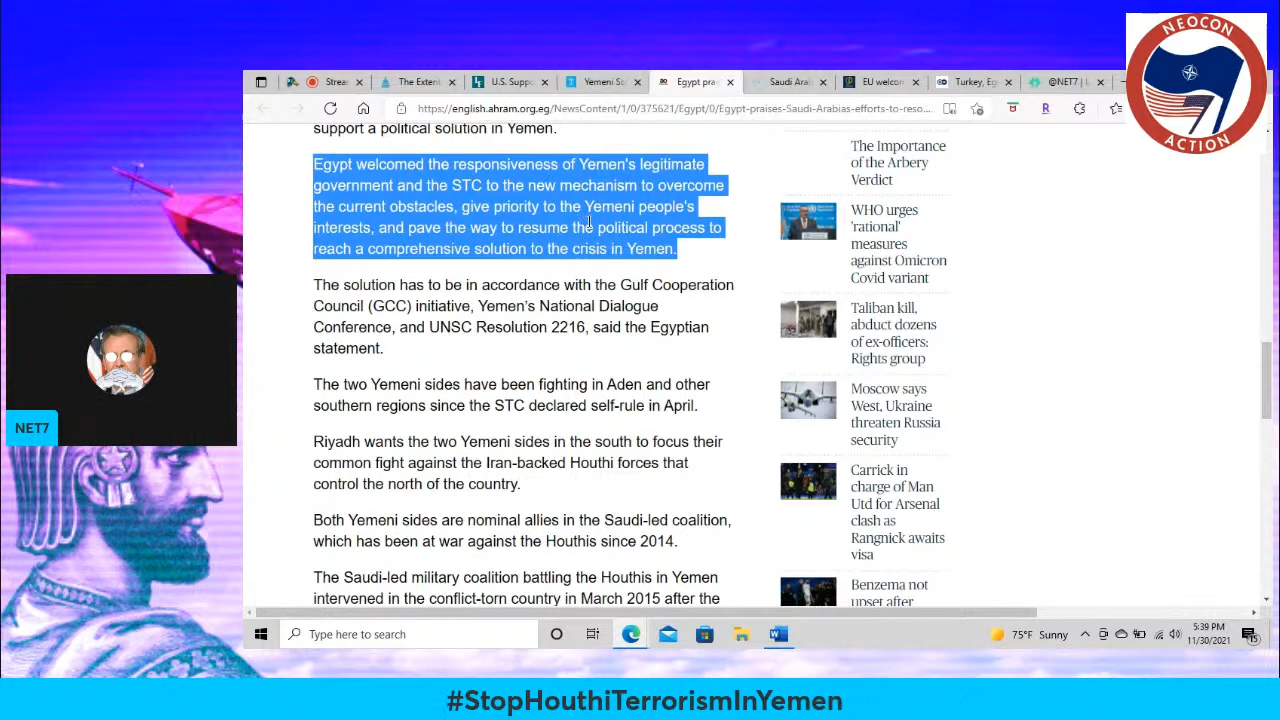 NEOCON
ACTION
Strea
The Extent
U.S. Suppo
Yemeni So
Egypt prai
Saudi Arab
EU welcon
Turkey, Eg
@NET7 | L
https://english.ahram.org.eg/NewsContent/1/0/375621/Egypt/0/Egypt-praises-Saudi-Arabias-efforts-to-reso...
support a political solution in Yemen.
Egypt welcomed the responsiveness of Yemen's legitimate
government and the STC to the new mechanism to overcome
the current obstacles, give priority to the Yemeni people's
interests, and pave the way to resume the political process to
reach a comprehensive solution to the crisis in Yemen.
The solution has to be in accordance with the Gulf Cooperation
Council (GCC) initiative, Yemen's National Dialogue
Conference, and UNSC Resolution 2216, said the Egyptian
statement.
The two Yemeni sides have been fighting in Aden and other
southern regions since the STC declared self-rule in April.
Riyadh wants the two Yemeni sides in the south to focus their
common fight against the Iran-backed Houthi forces that
control the north of the country.
Both Yemeni sides are nominal allies in the Saudi-led coalition,
which has been at war against the Houthis since 2014.
The Saudi-led military coalition battling the Houthis in Yemen
intervened in the conflict-torn country in March 2015 after the
The Importance
of the Arbery
Verdict
WHO urges
'rational'
measures
against Omicron
Covid variant
Taliban kill,
abduct dozens
of ex-officers:
Rights group
Moscow says
West, Ukraine
threaten Russia
security
Carrick in
charge of Man
Utd for Arsenal
clash as
Rangnick awaits
visa
Benzema not
upset after
NET7
Type here to search
75°F Sunny
5:39 PM
11/30/2021
15
#StopHouthiTerrorismInYemen